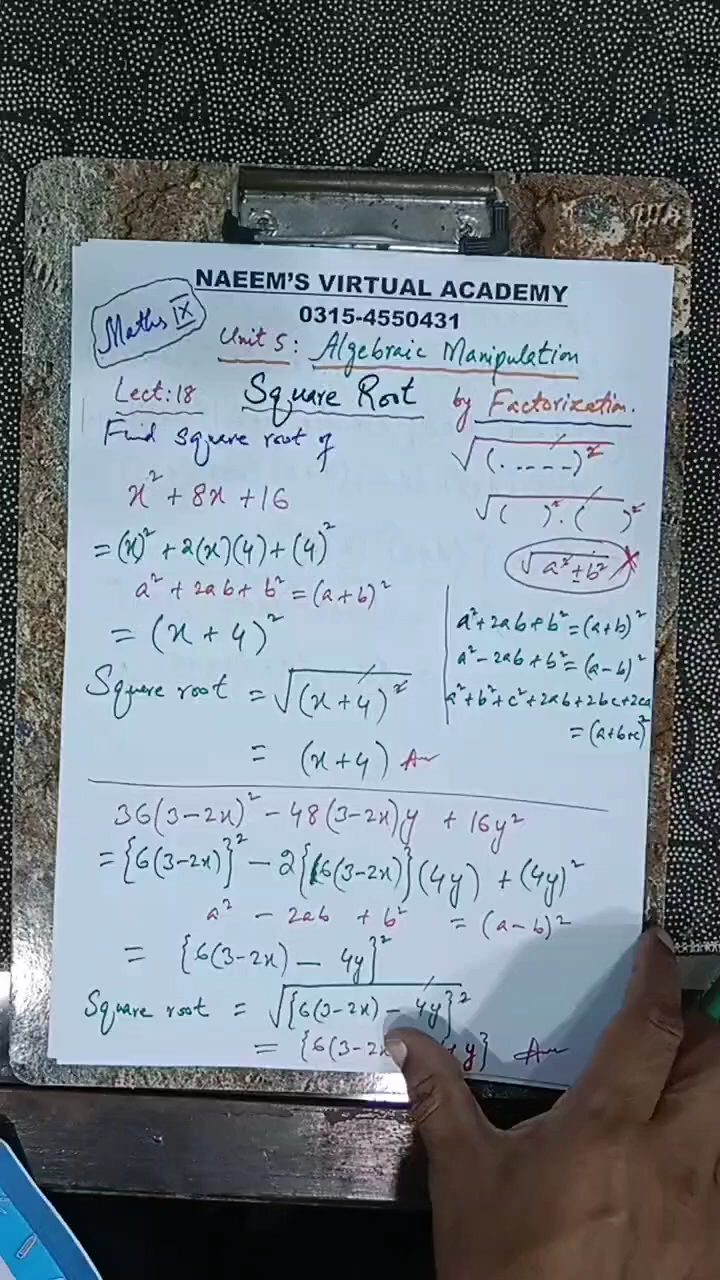 NAEEM'S VIRTUAL ACADEMY
0315-4550431
Maths IX
Unit 5: Algebraic Manipulation
Lect:18 Square Root by Factorization.
Find square root of
√(.....)²
x² + 8x + 16
√( )².( )²
= (x)² + 2(x)(4) + (4)²
√a²±b² ×
a² + 2ab + b² = (a+b)²
= (x + 4)²
a²+2ab+b²=(a+b)²
a²-2ab+b²=(a-b)²
a²+b²+c²+2ab+2bc+2ca
=(a+b+c)²
Square root = √(x+4)²
= (x+4) Ans
36(3-2x)² - 48(3-2x)y + 16y²
= {6(3-2x)}² - 2{6(3-2x)}(4y) + (4y)²
a² - 2ab + b² = (a-b)²
= {6(3-2x) - 4y}²
Square root = √{6(3-2x) - 4y}²
= {6(3-2x y} Ans